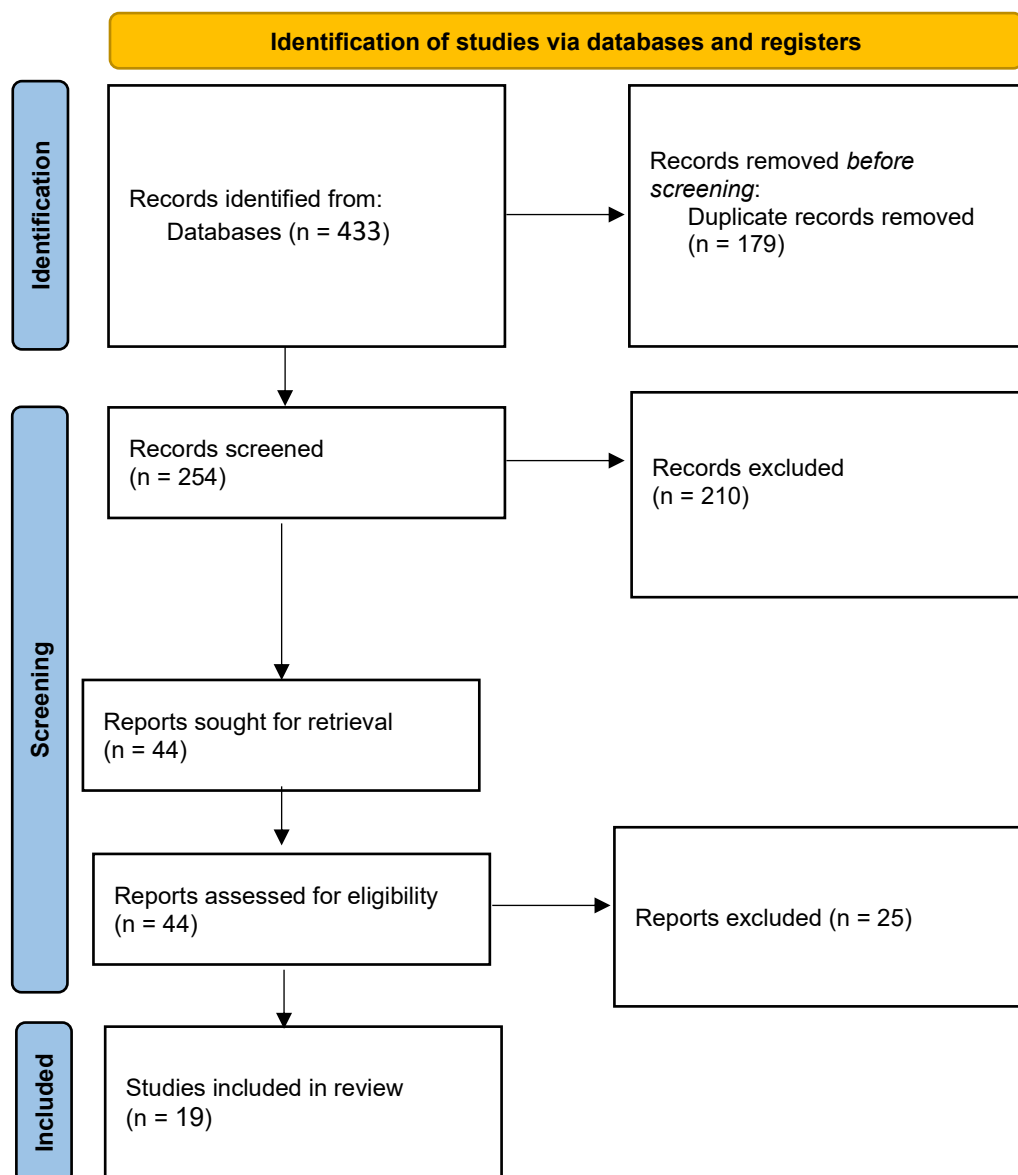 Identification of studies via databases and registers
Identification
Records identified from:
Databases (n = 433)
Records removed before
screening:
Duplicate records removed
(n = 179)
Screening
Records screened
(n = 254)
Records excluded
(n = 210)
Reports sought for retrieval
(n = 44)
Reports assessed for eligibility
(n = 44)
Reports excluded (n = 25)
Included
Studies included in review
(n = 19)